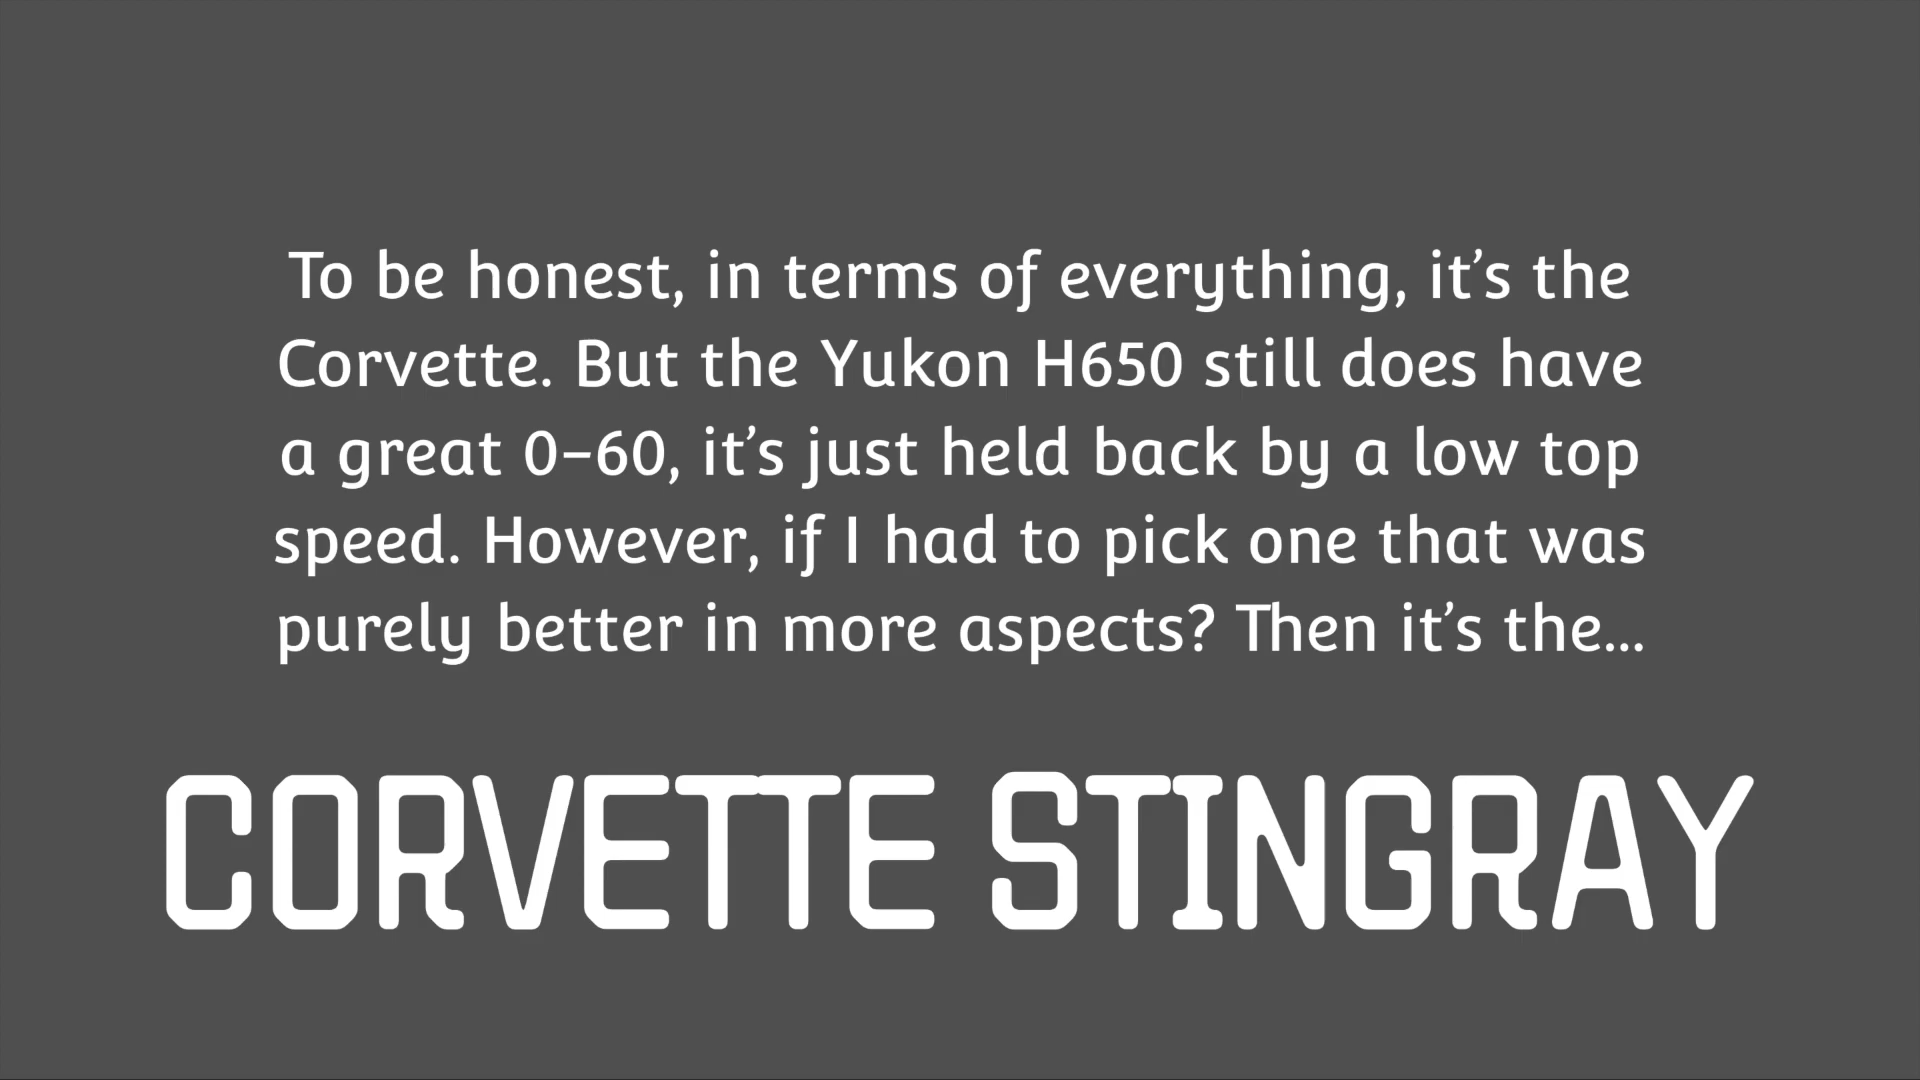 To be honest, in terms of everything, it’s the
Corvette. But the Yukon H650 still does have
a great 0–60, it’s just held back by a low top
speed. However, if I had to pick one that was
purely better in more aspects? Then it’s the...
CORVETTE STINGRAY